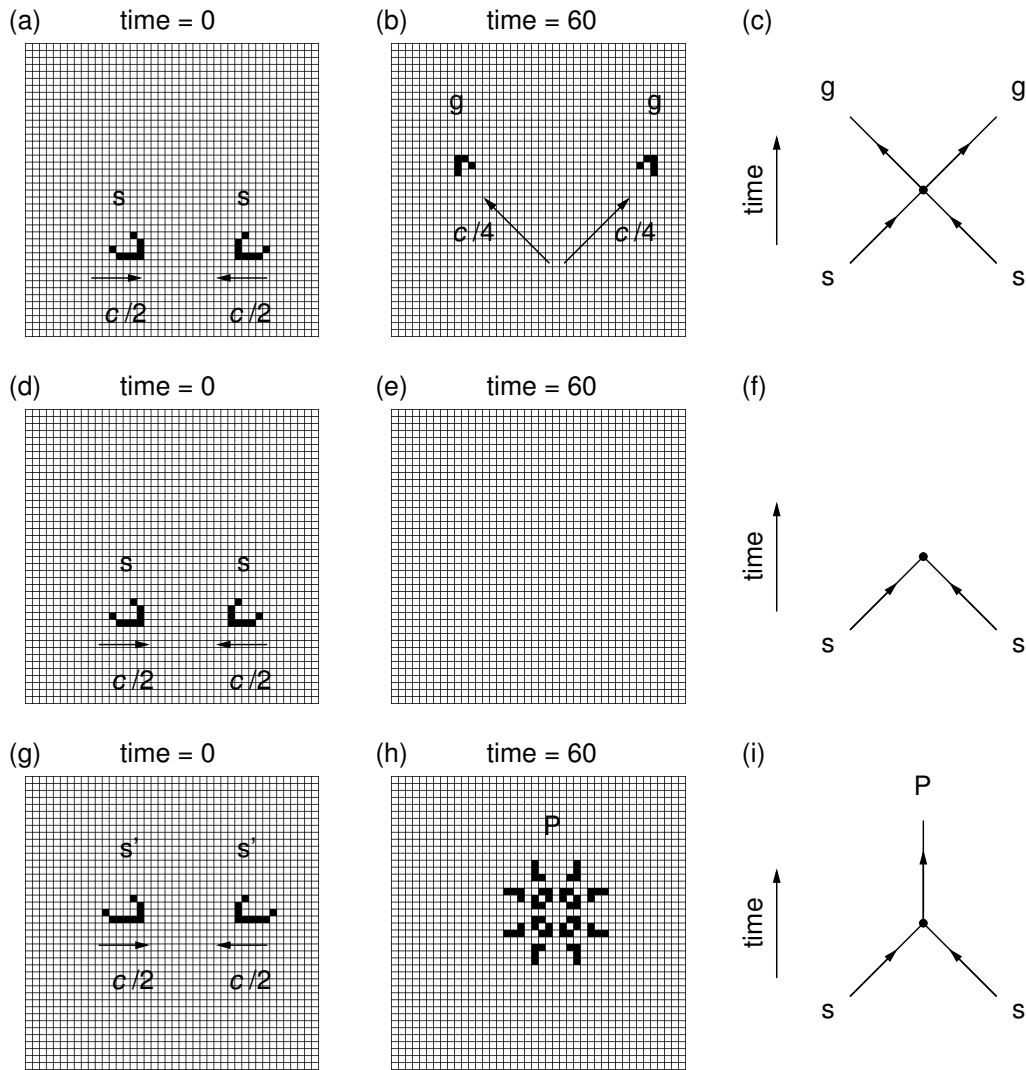 (a) time = 0 (b) time = 60 (c)
g g g g
s s
time
c/4 c/4
c/2 c/2
s s
(d) time = 0 (e) time = 60 (f)
s s
time
c/2 c/2
s s
(g) time = 0 (h) time = 60 (i)
P
s' s' P
time
c/2 c/2
s s